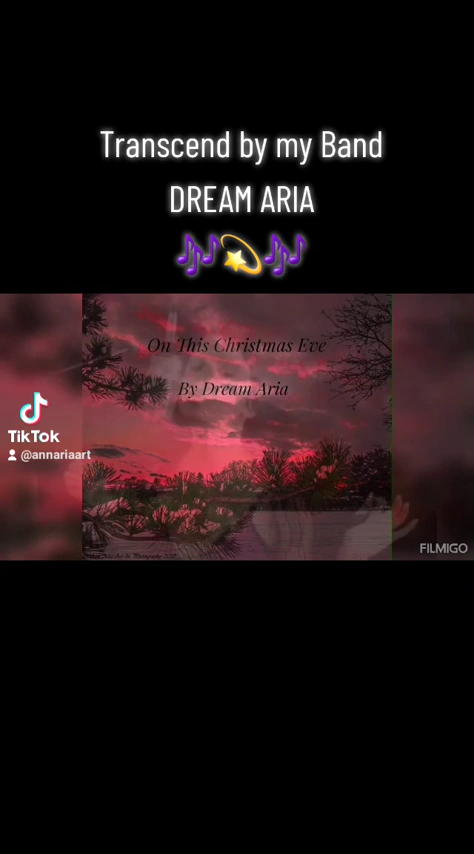 Transcend by my Band
DREAM ARIA
🎶💫🎶
On This Christmas Eve
By Dream Aria
TikTok
@annariaart
FILMIGO